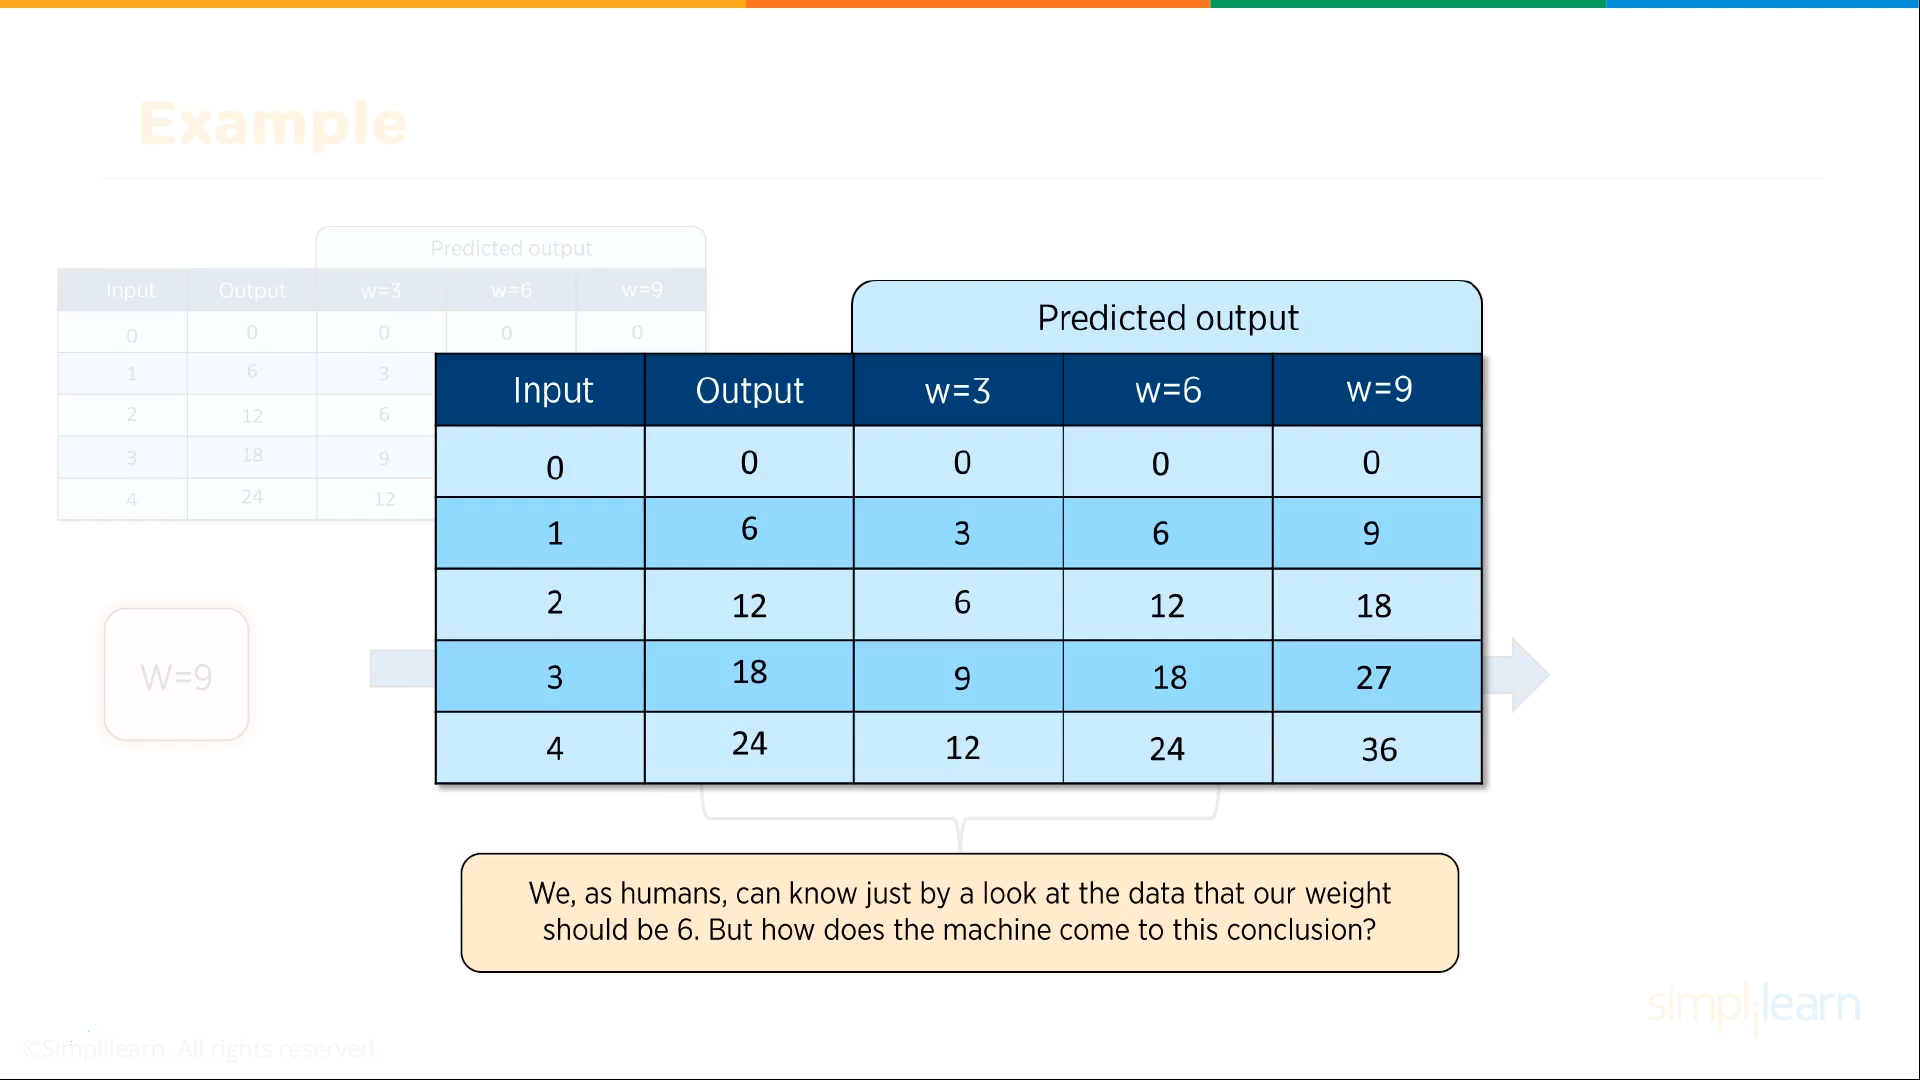 Example
Predicted output
Input Output w=3 w=6 w=9
0 0 0 0 0
1 6 3
2 12 6
3 18 9
4 24 12
W=9
Predicted output
Input Output w=3 w=6 w=9
0 0 0 0 0
1 6 3 6 9
2 12 6 12 18
3 18 9 18 27
4 24 12 24 36
We, as humans, can know just by a look at the data that our weight
should be 6. But how does the machine come to this conclusion?
simplilearn
©Simplilearn. All rights reserved.